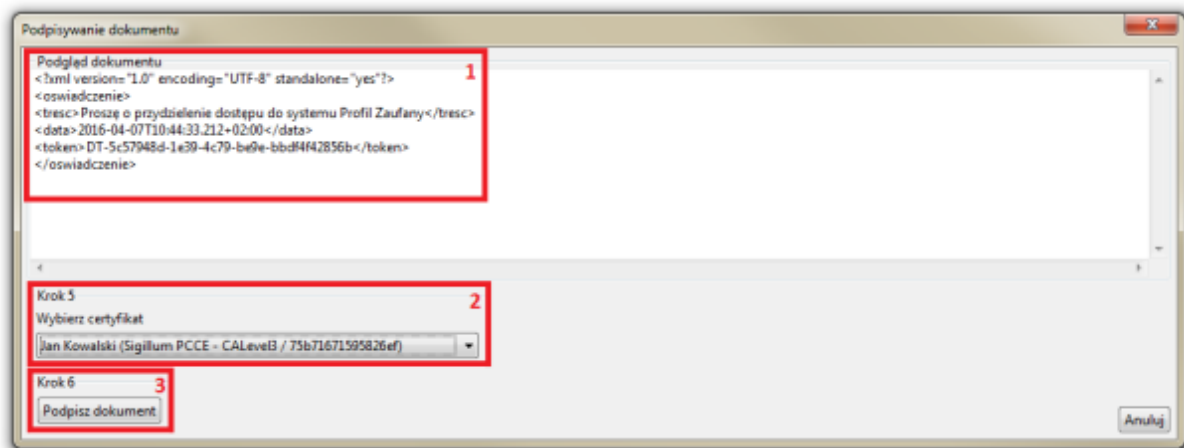 Podpisywanie dokumentu
Podgląd dokumentu
1
<?xml version="1.0" encoding="UTF-8" standalone="yes"?>
<oswiadczenie>
<tresc>Proszę o przydzielenie dostępu do systemu Profil Zaufany</tresc>
<data>2016-04-07T10:44:33.212+02:00</data>
<token>DT-5c57948d-1e39-4c79-be9e-bbdf4f42856b</token>
</oswiadczenie>
Krok 5
2
Wybierz certyfikat
Jan Kowalski (Sigillum PCCE - CALevel3 / 75b71671595826ef)
Krok 6
3
Podpisz dokument
Anuluj